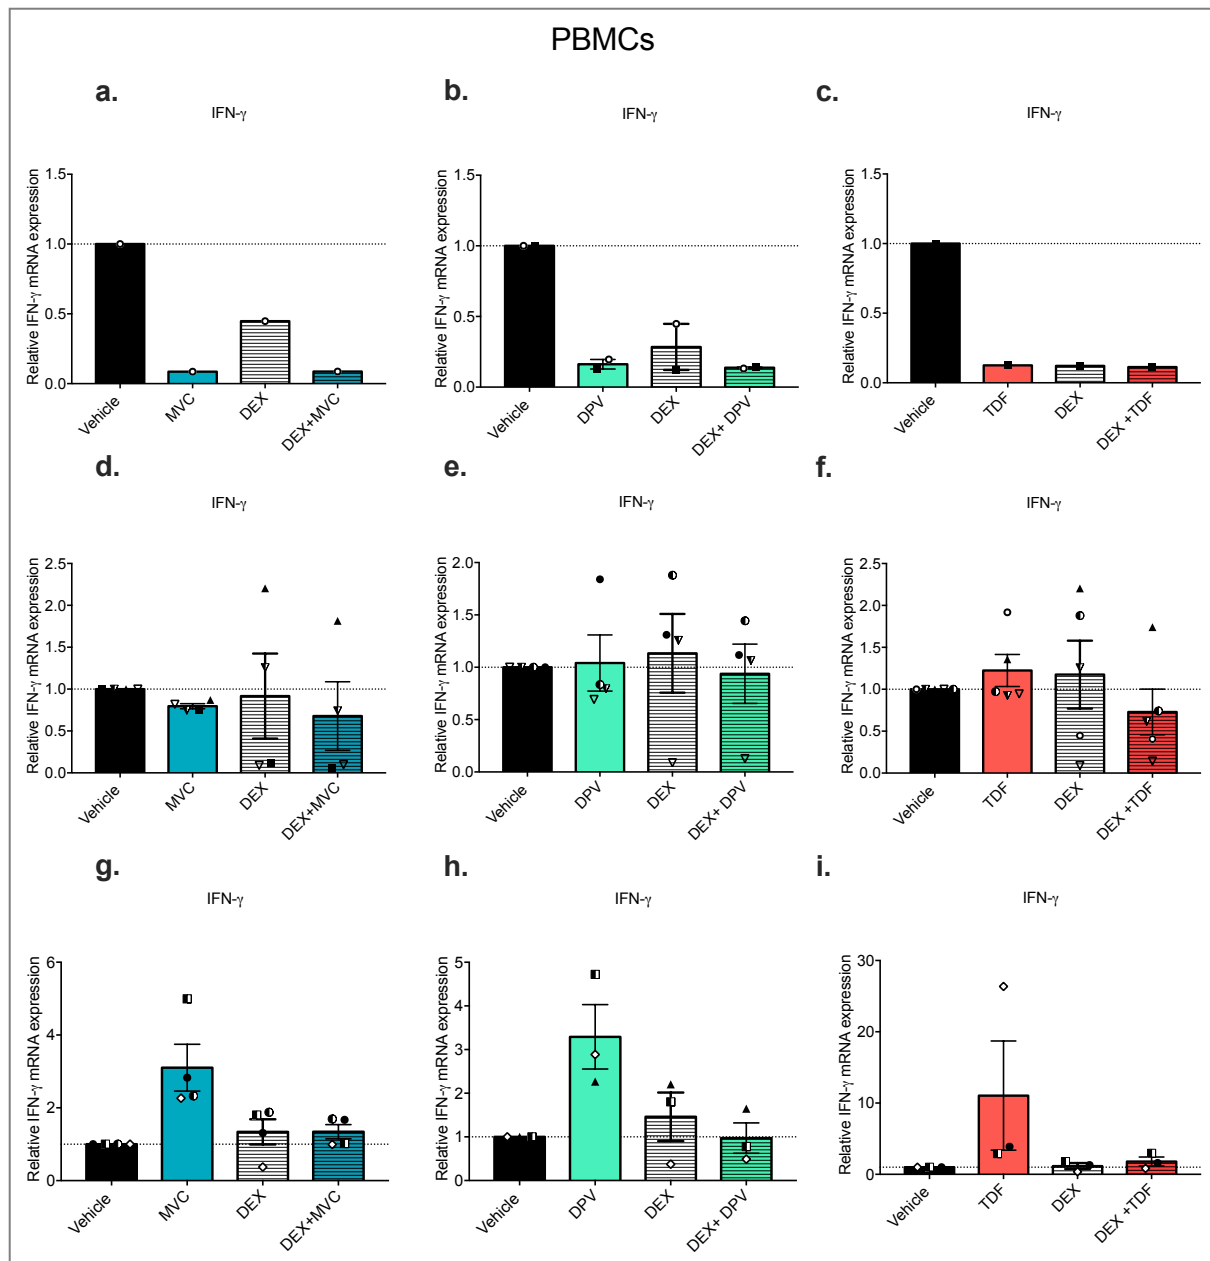 PBMCs
a.
IFN-γ
Relative IFN-γ mRNA expression
1.5
1.0
0.5
0.0
Vehicle
MVC
DEX
DEX+MVC
b.
IFN-γ
Relative IFN-γ mRNA expression
1.5
1.0
0.5
0.0
Vehicle
DPV
DEX
DEX+ DPV
c.
IFN-γ
Relative IFN-γ mRNA expression
1.5
1.0
0.5
0.0
Vehicle
TDF
DEX
DEX +TDF
d.
IFN-γ
Relative IFN-γ mRNA expression
2.5
2.0
1.5
1.0
0.5
0.0
Vehicle
MVC
DEX
DEX+MVC
e.
IFN-γ
Relative IFN-γ mRNA expression
2.0
1.5
1.0
0.5
0.0
Vehicle
DPV
DEX
DEX+ DPV
f.
IFN-γ
Relative IFN-γ mRNA expression
2.5
2.0
1.5
1.0
0.5
0.0
Vehicle
TDF
DEX
DEX +TDF
g.
IFN-γ
Relative IFN-γ mRNA expression
6
4
2
0
Vehicle
MVC
DEX
DEX+MVC
h.
IFN-γ
Relative IFN-γ mRNA expression
5
4
3
2
1
0
Vehicle
DPV
DEX
DEX+ DPV
i.
IFN-γ
Relative IFN-γ mRNA expression
30
20
10
0
Vehicle
TDF
DEX
DEX +TDF